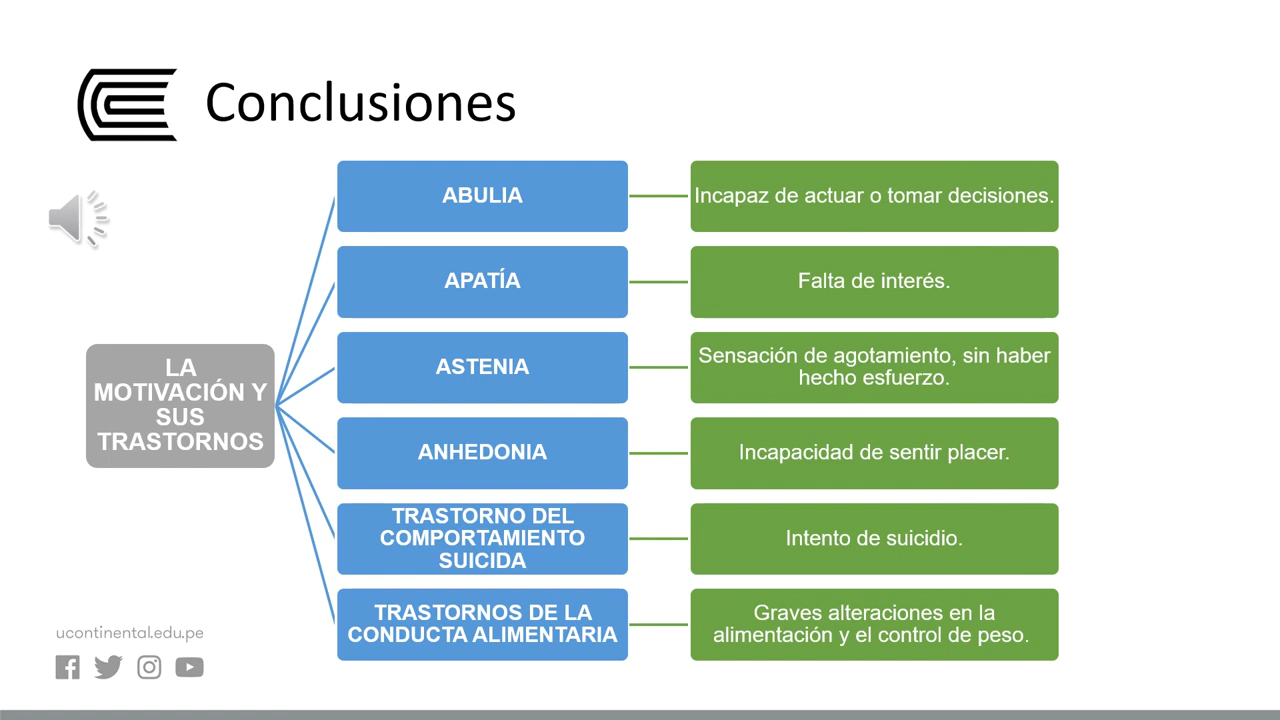 Conclusiones
LA
MOTIVACIÓN Y
SUS
TRASTORNOS
ABULIA
Incapaz de actuar o tomar decisiones.
APATÍA
Falta de interés.
ASTENIA
Sensación de agotamiento, sin haber
hecho esfuerzo.
ANHEDONIA
Incapacidad de sentir placer.
TRASTORNO DEL
COMPORTAMIENTO
SUICIDA
Intento de suicidio.
TRASTORNOS DE LA
CONDUCTA ALIMENTARIA
Graves alteraciones en la
alimentación y el control de peso.
ucontinental.edu.pe